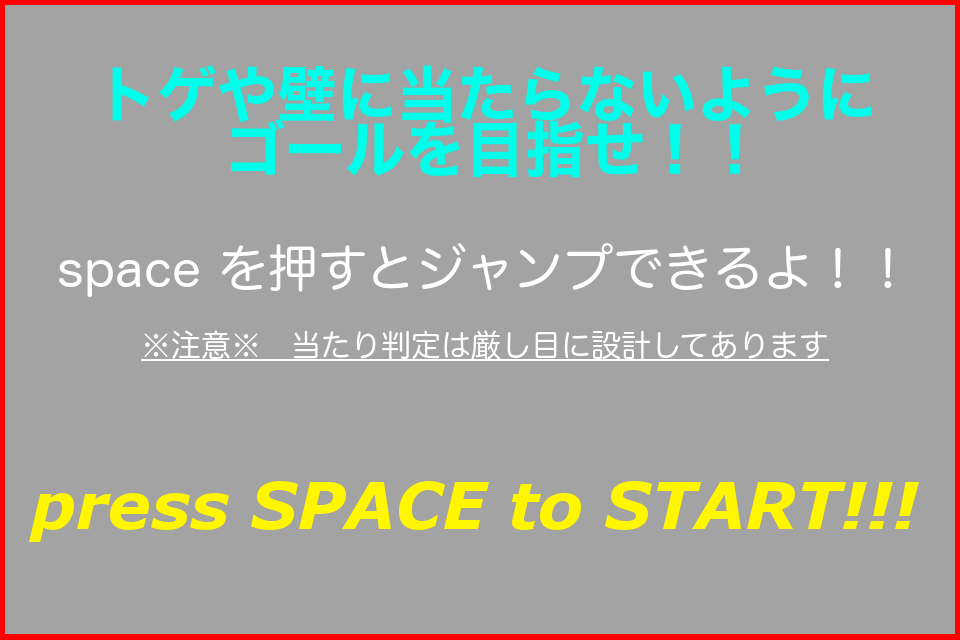 トゲや壁に当たらないように
ゴールを目指せ！！
space を押すとジャンプできるよ！！
※注意※　当たり判定は厳し目に設計してあります
press SPACE to START!!!